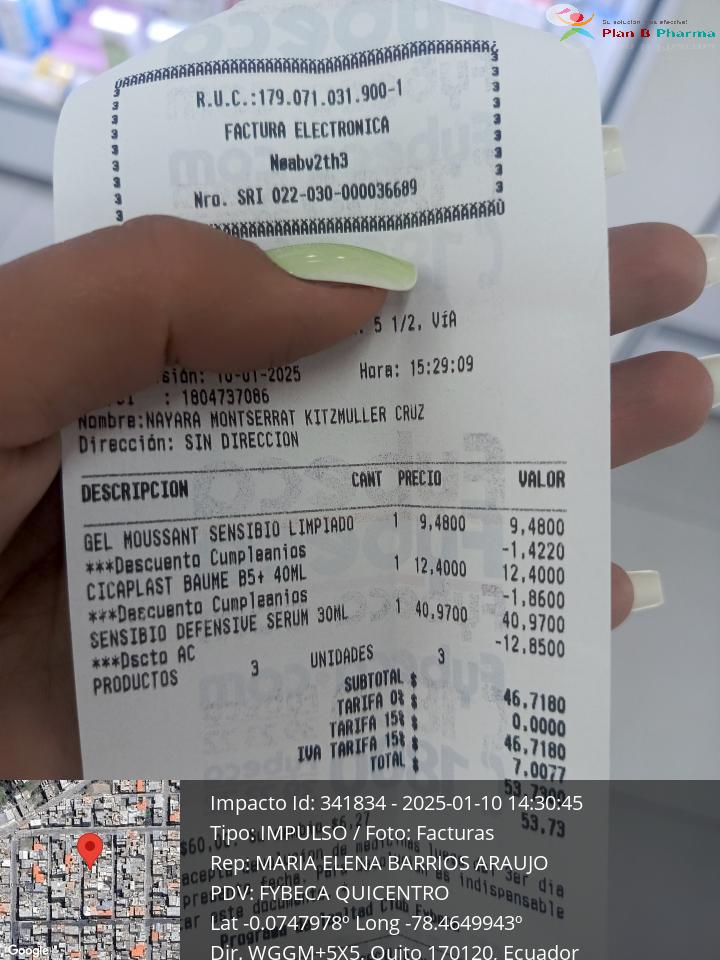 Su solución más efectiva!
Plan B Pharma
R.U.C.:179.071.031.900-1
FACTURA ELECTRONICA
Nøabv2th3
Nro. SRI 022-030-000036689
5 1/2, VíA
sión: 10-01-2025 Hora: 15:29:09
: 1804737086
Nombre:NAYARA MONTSERRAT KITZMULLER CRUZ
Dirección: SIN DIRECCION
DESCRIPCION CANT PRECIO VALOR
GEL MOUSSANT SENSIBIO LIMPIADO 1 9,4800 9,4800
***Descuento Cumpleanios -1,4220
CICAPLAST BAUME B5+ 40ML 1 12,4000 12,4000
***Descuento Cumpleanios -1,8600
SENSIBIO DEFENSIVE SERUM 30ML 1 40,9700 40,9700
***Dscto AC -12,8500
PRODUCTOS 3 UNIDADES 3
SUBTOTAL $ 46.7180
TARIFA 0% $ 0.0000
TARIFA 15% $ 46.7180
IVA TARIFA 15% $ 7.0077
TOTAL $
53.73
Impacto Id: 341834 - 2025-01-10 14:30:45
Tipo: IMPULSO / Foto: Facturas
Rep: MARIA ELENA BARRIOS ARAUJO
PDV: FYBECA QUICENTRO
Lat -0.0747978º Long -78.4649943º
Dir. WGGM+5X5, Quito 170120, Ecuador
Google